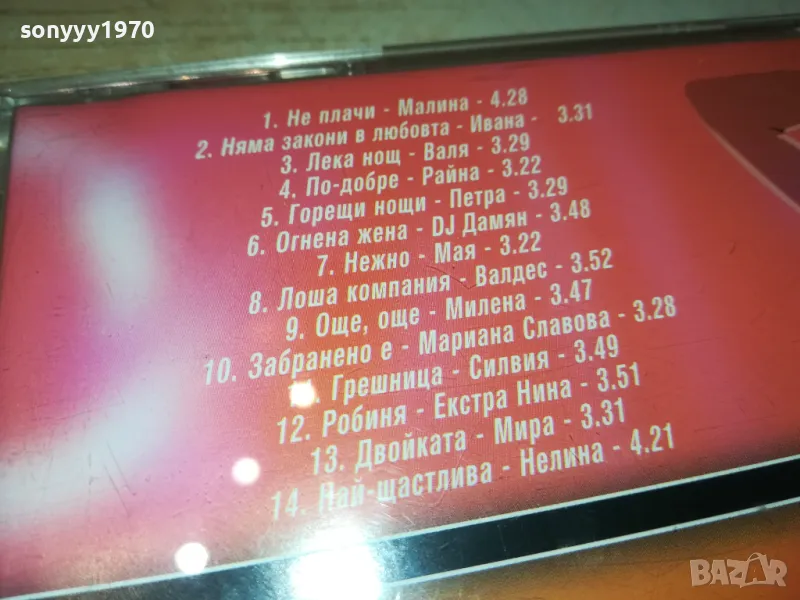 sonyyy1970
1. Не плачи - Малина - 4.28
2. Няма закони в любовта - Ивана - 3.31
3. Лека нощ - Валя - 3.29
4. По-добре - Райна - 3.22
5. Горещи нощи - Петра - 3.29
6. Огнена жена - DJ Дамян - 3.48
7. Нежно - Мая - 3.22
8. Лоша компания - Валдес - 3.52
9. Още, още - Милена - 3.47
10. Забранено е - Мариана Славова - 3.28
Грешница - Силвия - 3.49
12. Робиня - Екстра Нина - 3.51
13. Двойката - Мира - 3.31
14. Най-щастлива - Нелина - 4.21
BAZAR